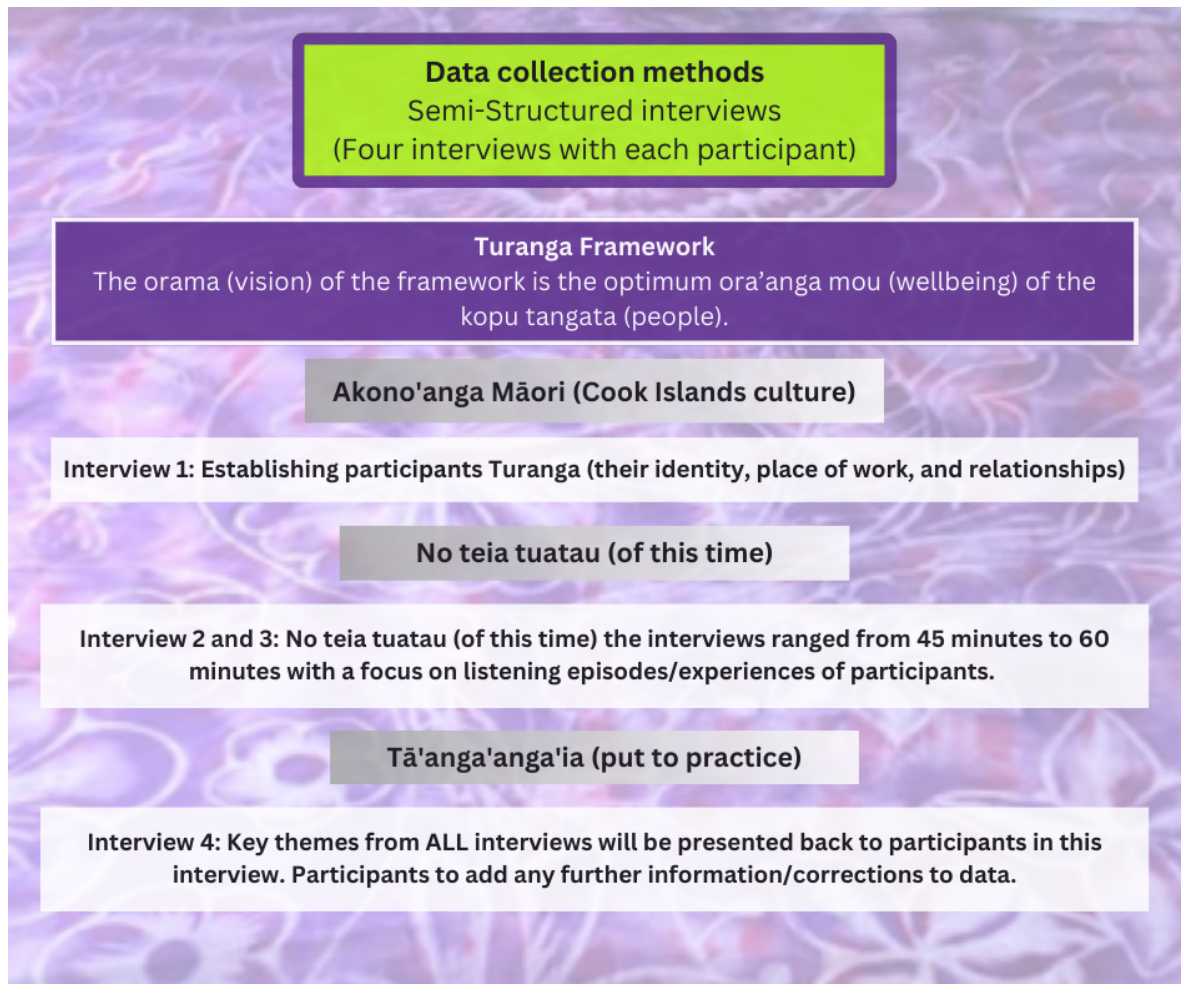 Data collection methods
Semi-Structured interviews
(Four interviews with each participant)
Turanga Framework
The orama (vision) of the framework is the optimum ora’anga mou (wellbeing) of the
kopu tangata (people).
Akono'anga Māori (Cook Islands culture)
Interview 1: Establishing participants Turanga (their identity, place of work, and relationships)
No teia tuatau (of this time)
Interview 2 and 3: No teia tuatau (of this time) the interviews ranged from 45 minutes to 60
minutes with a focus on listening episodes/experiences of participants.
Tā'anga'anga'ia (put to practice)
Interview 4: Key themes from ALL interviews will be presented back to participants in this
interview. Participants to add any further information/corrections to data.